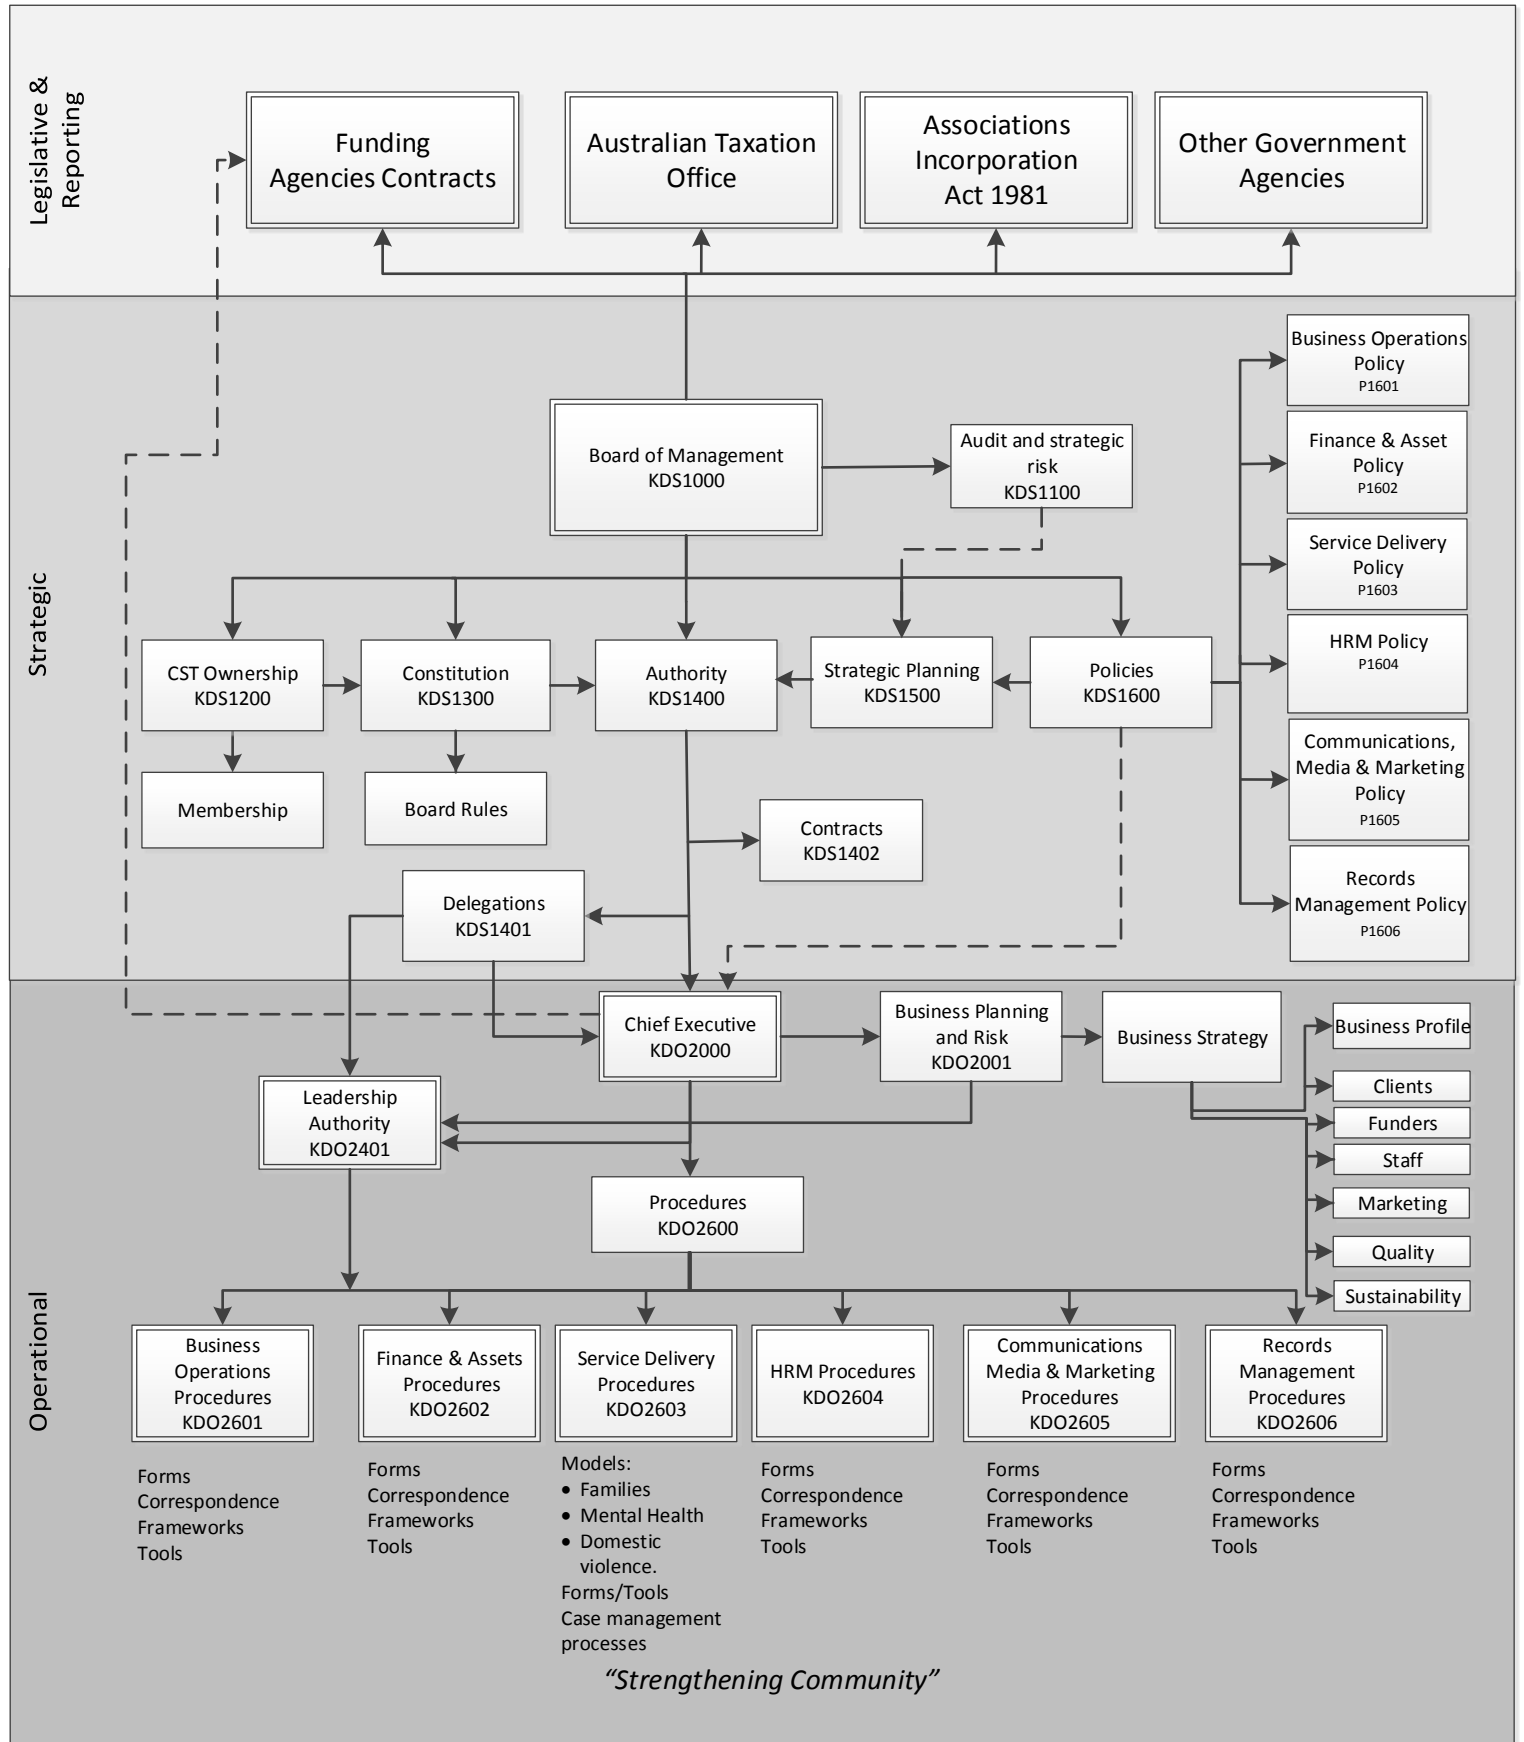 Legislative &
Reporting
Funding
Agencies Contracts
Australian Taxation
Office
Associations
Incorporation
Act 1981
Other Government
Agencies
Strategic
Board of Management
KDS1000
Audit and strategic
risk
KDS1100
Business Operations
Policy
P1601
Finance & Asset
Policy
P1602
Service Delivery
Policy
P1603
HRM Policy
P1604
Communications,
Media & Marketing
Policy
P1605
Records
Management Policy
P1606
CST Ownership
KDS1200
Constitution
KDS1300
Authority
KDS1400
Strategic Planning
KDS1500
Policies
KDS1600
Membership
Board Rules
Contracts
KDS1402
Delegations
KDS1401
Operational
Chief Executive
KDO2000
Business Planning
and Risk
KDO2001
Business Strategy
Business Profile
Clients
Funders
Staff
Marketing
Quality
Sustainability
Leadership
Authority
KDO2401
Procedures
KDO2600
Business
Operations
Procedures
KDO2601
Finance & Assets
Procedures
KDO2602
Service Delivery
Procedures
KDO2603
HRM Procedures
KDO2604
Communications
Media & Marketing
Procedures
KDO2605
Records
Management
Procedures
KDO2606
Forms
Correspondence
Frameworks
Tools
Forms
Correspondence
Frameworks
Tools
Models:
• Families
• Mental Health
• Domestic
violence.
Forms/Tools
Case management
processes
Forms
Correspondence
Frameworks
Tools
Forms
Correspondence
Frameworks
Tools
Forms
Correspondence
Frameworks
Tools
“Strengthening Community”